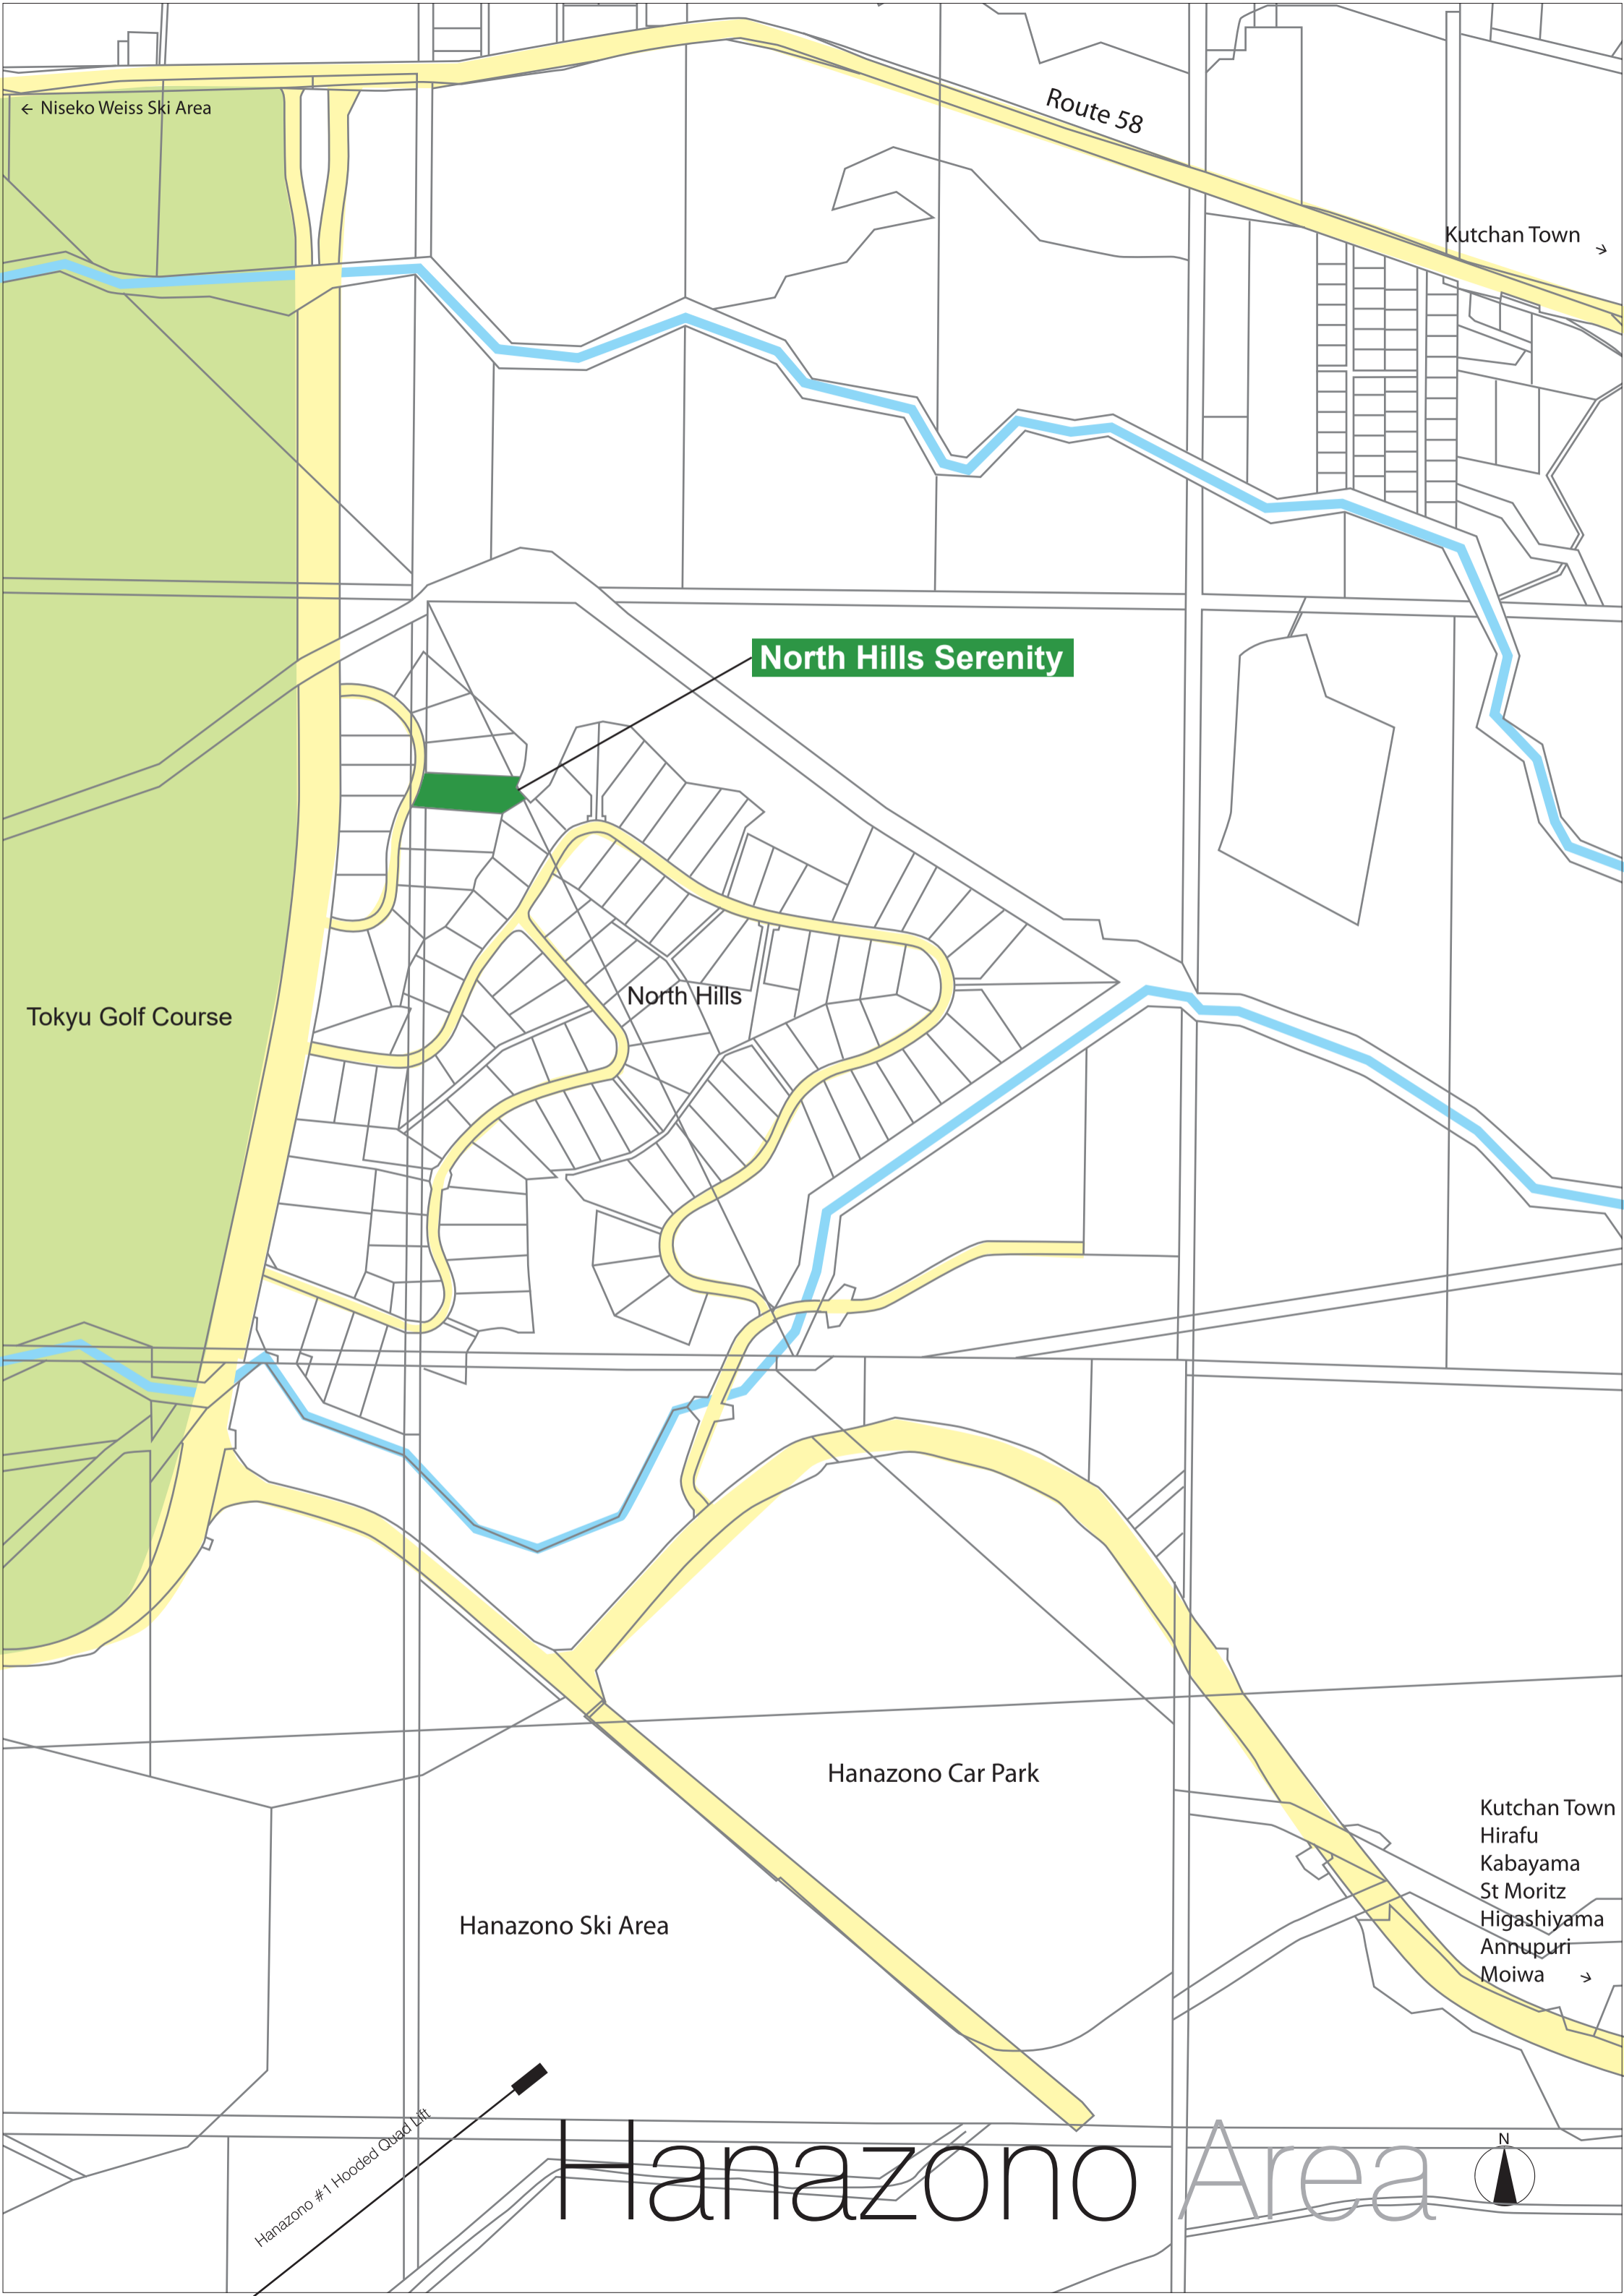 ← Niseko Weiss Ski Area
Route 58
Kutchan Town →
North Hills Serenity
North Hills
Tokyu Golf Course
Hanazono Car Park
Kutchan Town
Hirafu
Kabayama
St Moritz
Higashiyama
Annupuri
Moiwa →
Hanazono Ski Area
Hanazono #1 Hooded Quad Lift
Hanazono Area
N